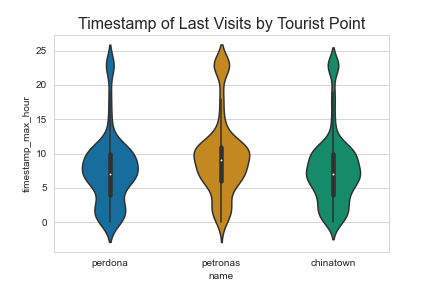 Timestamp of Last Visits by Tourist Point
timestamp_max_hour
25
20
15
10
5
0
perdona
petronas
chinatown
name